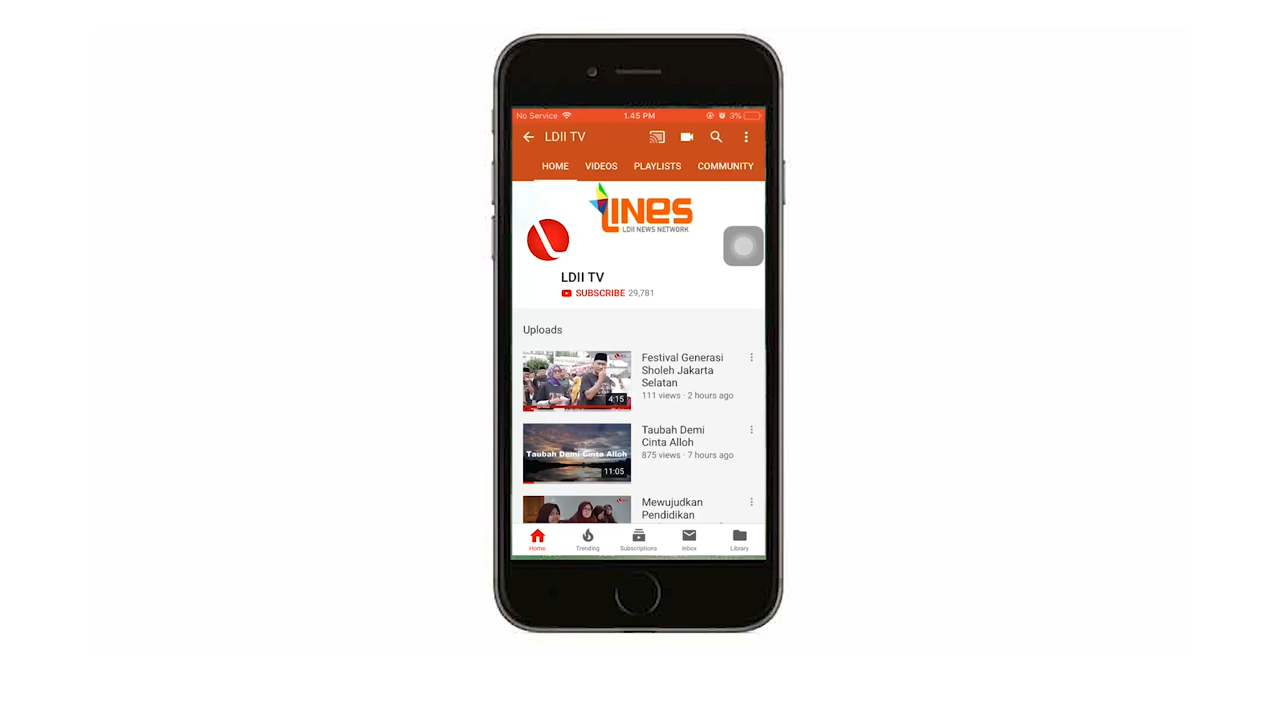 No Service 1.45 PM 3%
LDII TV
HOME VIDEOS PLAYLISTS COMMUNITY
LINES
LDII NEWS NETWORK
LDII TV
SUBSCRIBE 29,781
Uploads
Festival Generasi
Sholeh Jakarta
Selatan
111 views · 2 hours ago
4:15
Taubah Demi
Cinta Alloh
875 views · 7 hours ago
Taubah Demi Cinta Alloh
11:05
Mewujudkan
Pendidikan
Home Trending Subscriptions Inbox Library